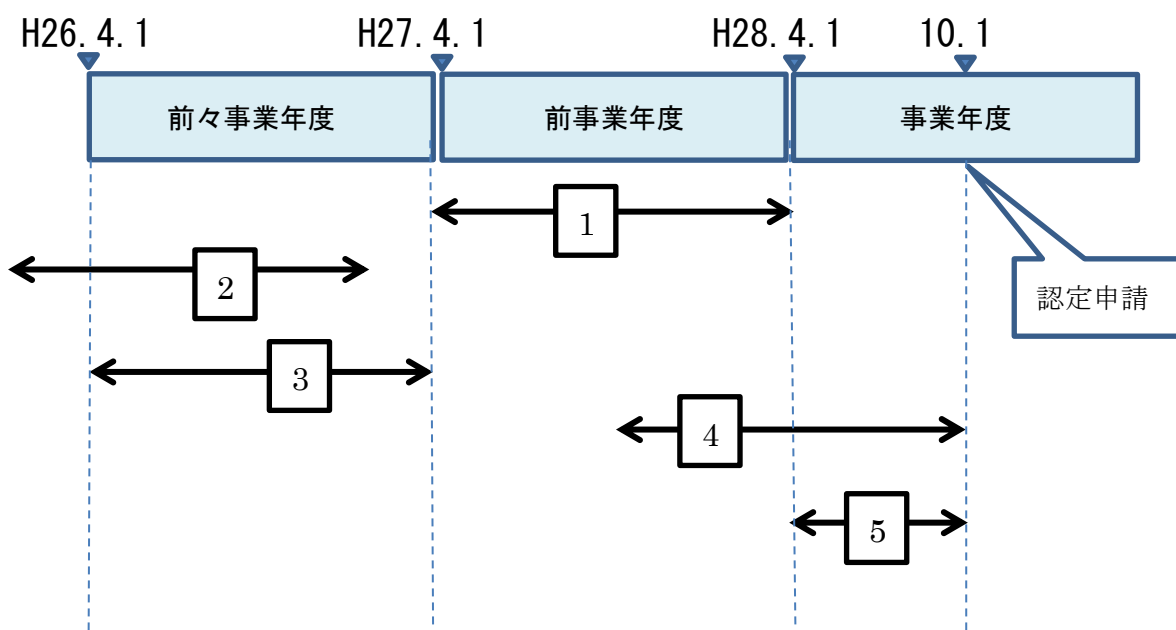 H26.4.1
H27.4.1
H28.4.1
10.1
前々事業年度
前事業年度
事業年度
1
2
認定申請
3
4
5